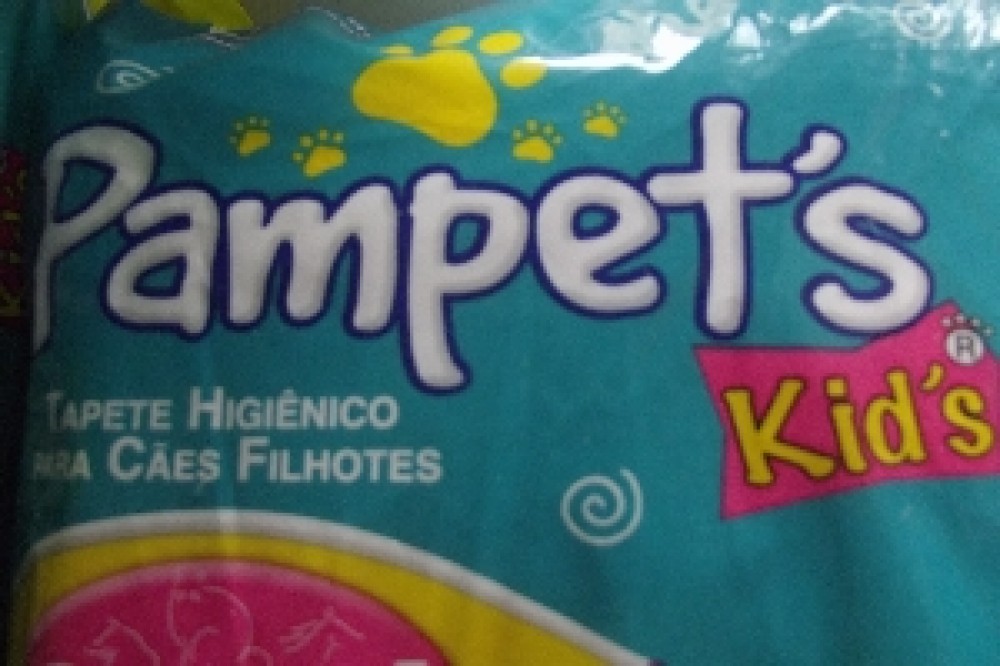 Pampet's
Kid's
®
TAPETE HIGIÊNICO
PARA CÃES FILHOTES